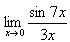 lim x→0 sin 7x / 3x